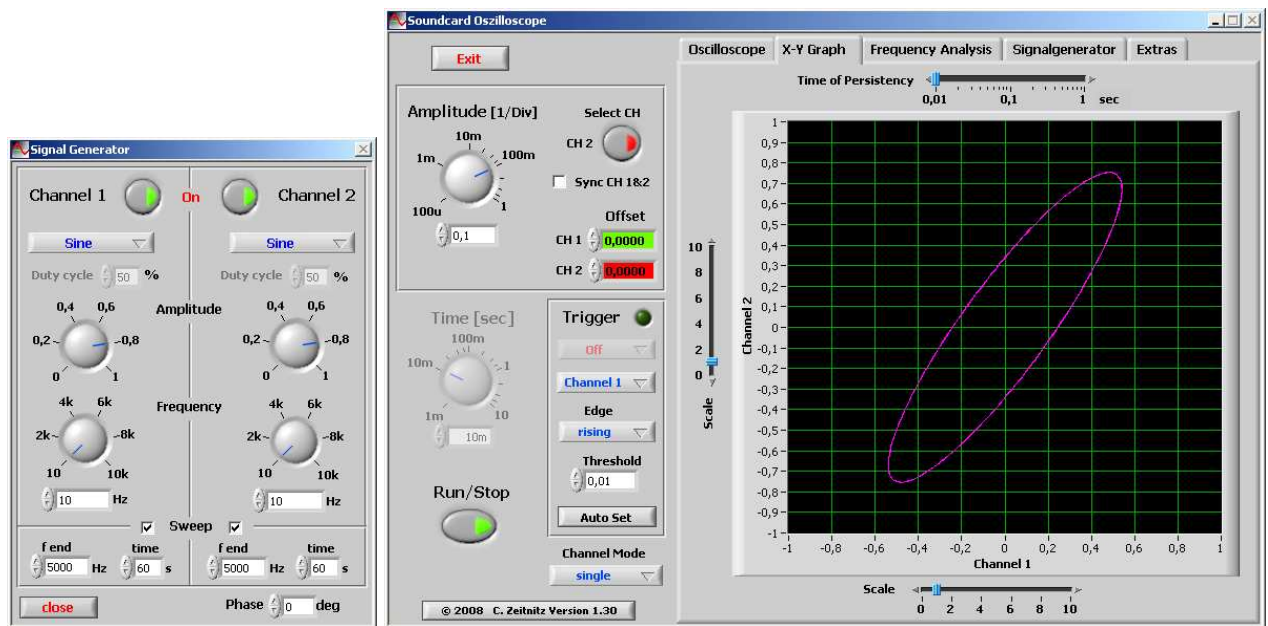 Signal Generator
Channel 1 On Channel 2
Sine Sine
Duty cycle 50 % Duty cycle 50 %
Amplitude
0,4 0,6 0,4 0,6
0,2 0,8 0,2 0,8
0 1 0 1
Frequency
4k 6k 4k 6k
2k 8k 2k 8k
10 10k 10 10k
10 Hz 10 Hz
Sweep
f end time f end time
5000 Hz 60 s 5000 Hz 60 s
close Phase 0 deg
Soundcard Oszilloscope
Exit
Amplitude [1/Div]
10m
1m 100m
100u 1
0,1
Select CH
CH 2
Sync CH 1&2
Offset
CH 1 0,0000
CH 2 0,0000
Time [sec]
100m
10m 1
1m 10
10m
Run/Stop
Trigger
Off
Channel 1
Edge
rising
Threshold
0,01
Auto Set
Channel Mode
single
© 2008 C. Zeitnitz Version 1.30
Oscilloscope X-Y Graph Frequency Analysis Signalgenerator Extras
Time of Persistency
0,01 0,1 1 sec
10
8
6
4
2
0
Scale
Channel 2
1
0,9
0,8
0,7
0,6
0,5
0,4
0,3
0,2
0,1
0
-0,1
-0,2
-0,3
-0,4
-0,5
-0,6
-0,7
-0,8
-0,9
-1
-1 -0,8 -0,6 -0,4 -0,2 0 0,2 0,4 0,6 0,8 1
Channel 1
Scale
0 2 4 6 8 10